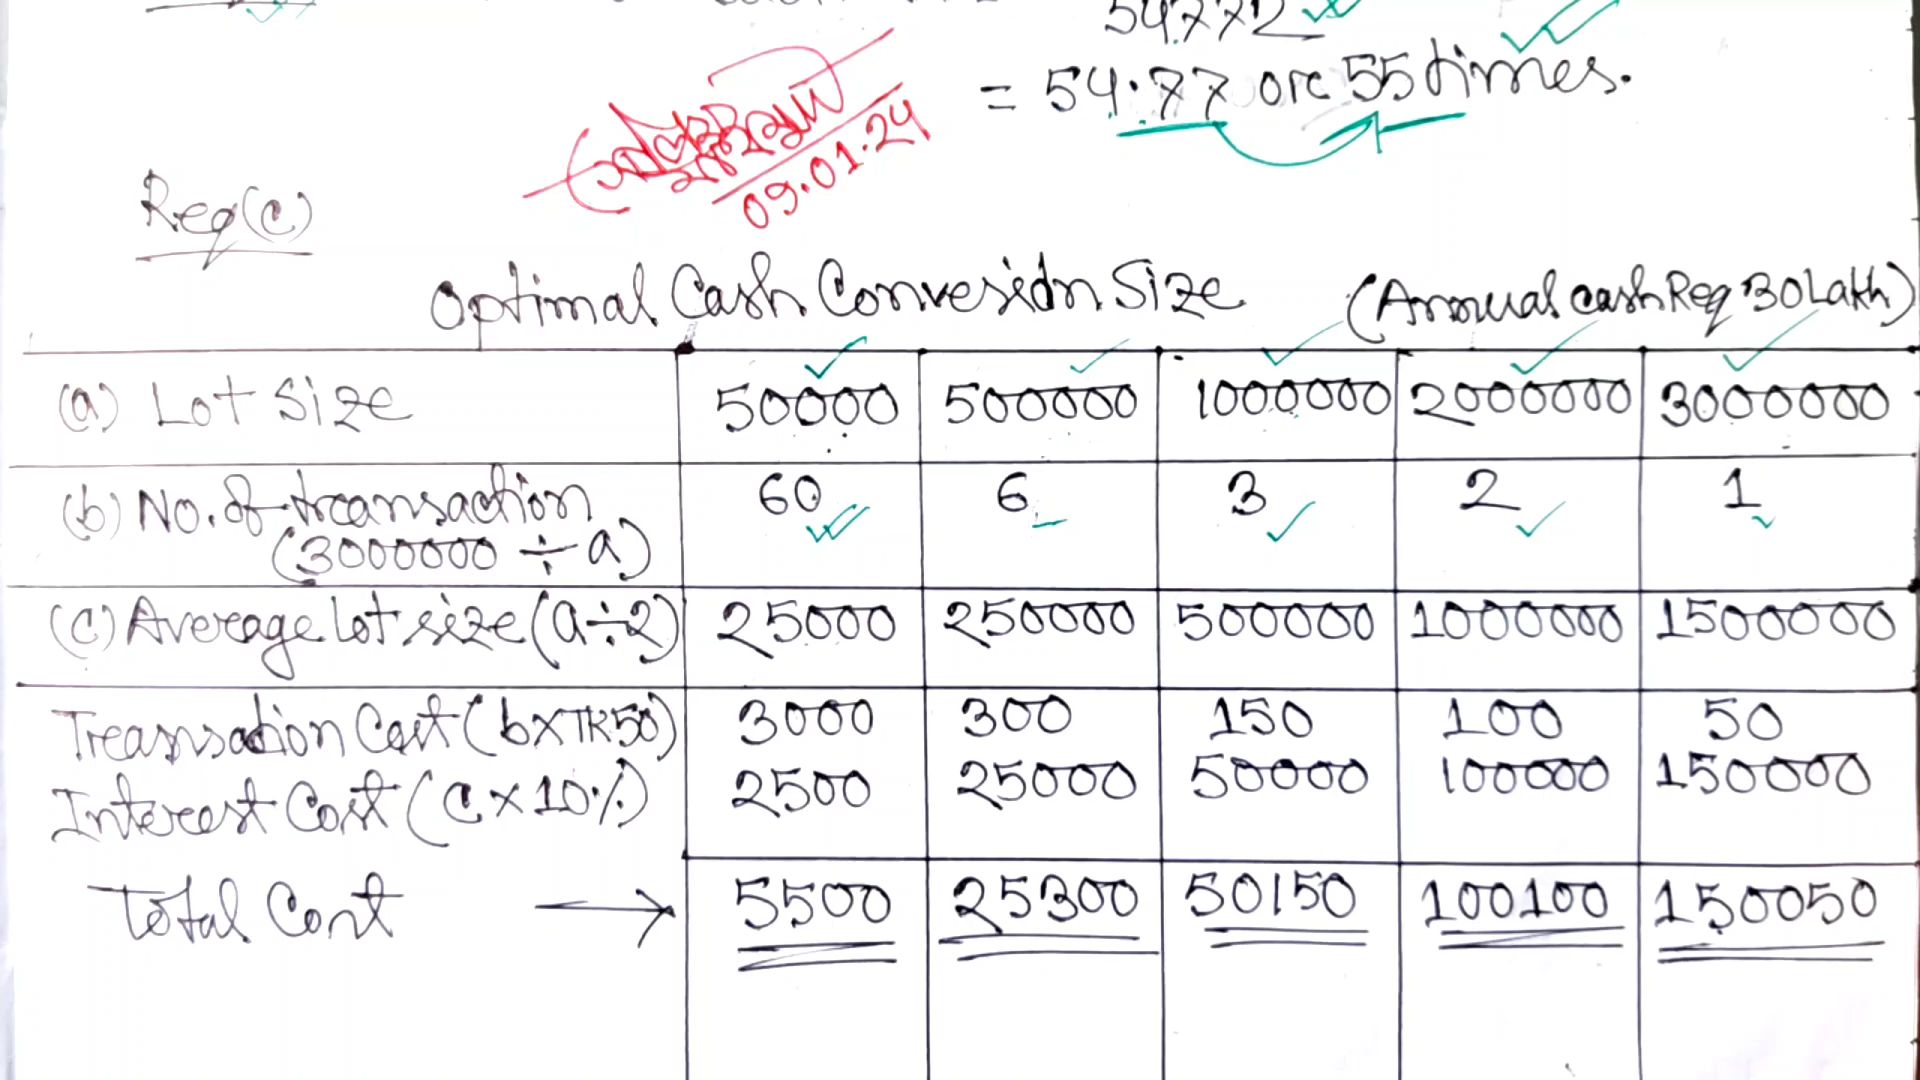 54772
= 54.77 or 55 times.
09.01.24
Req(c)
Optimal Cash Conversion Size (Annual cash Req 30 Lakh)
(a) Lot Size 50000 500000 1000000 2000000 3000000
(b) No. of transaction 60 6 3 2 1
(3000000 ÷ a)
(c) Average lot size (a÷2) 25000 250000 500000 1000000 1500000
Transaction Cost (b×TK50) 3000 300 150 100 50
Interest Cost (c × 10%) 2500 25000 50000 100000 150000
Total Cost → 5500 25300 50150 100100 150050